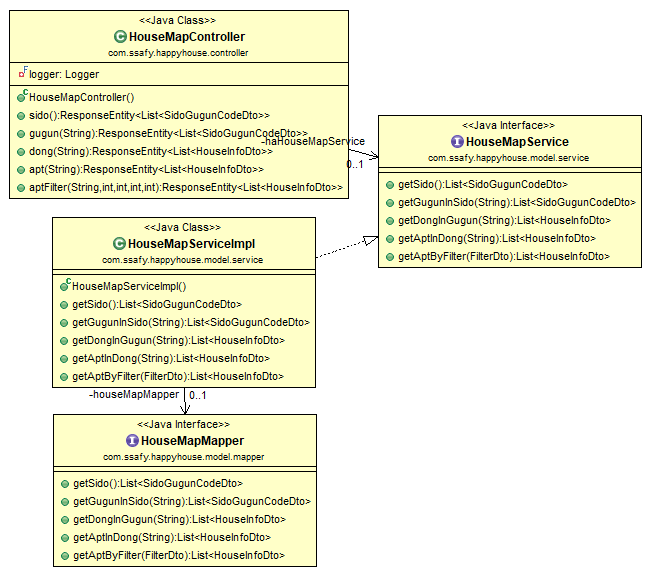 <<Java Class>>
HouseMapController
com.ssafy.happyhouse.controller
logger: Logger
HouseMapController()
sido():ResponseEntity<List<SidoGugunCodeDto>>
gugun(String):ResponseEntity<List<SidoGugunCodeDto>>
dong(String):ResponseEntity<List<HouseInfoDto>>
apt(String):ResponseEntity<List<HouseInfoDto>>
aptFilter(String,int,int,int,int):ResponseEntity<List<HouseInfoDto>>
-haHouseMapService
0..1
<<Java Interface>>
HouseMapService
com.ssafy.happyhouse.model.service
getSido():List<SidoGugunCodeDto>
getGugunInSido(String):List<SidoGugunCodeDto>
getDongInGugun(String):List<HouseInfoDto>
getAptInDong(String):List<HouseInfoDto>
getAptByFilter(FilterDto):List<HouseInfoDto>
<<Java Class>>
HouseMapServiceImpl
com.ssafy.happyhouse.model.service
HouseMapServiceImpl()
getSido():List<SidoGugunCodeDto>
getGugunInSido(String):List<SidoGugunCodeDto>
getDongInGugun(String):List<HouseInfoDto>
getAptInDong(String):List<HouseInfoDto>
getAptByFilter(FilterDto):List<HouseInfoDto>
-houseMapMapper
0..1
<<Java Interface>>
HouseMapMapper
com.ssafy.happyhouse.model.mapper
getSido():List<SidoGugunCodeDto>
getGugunInSido(String):List<SidoGugunCodeDto>
getDongInGugun(String):List<HouseInfoDto>
getAptInDong(String):List<HouseInfoDto>
getAptByFilter(FilterDto):List<HouseInfoDto>